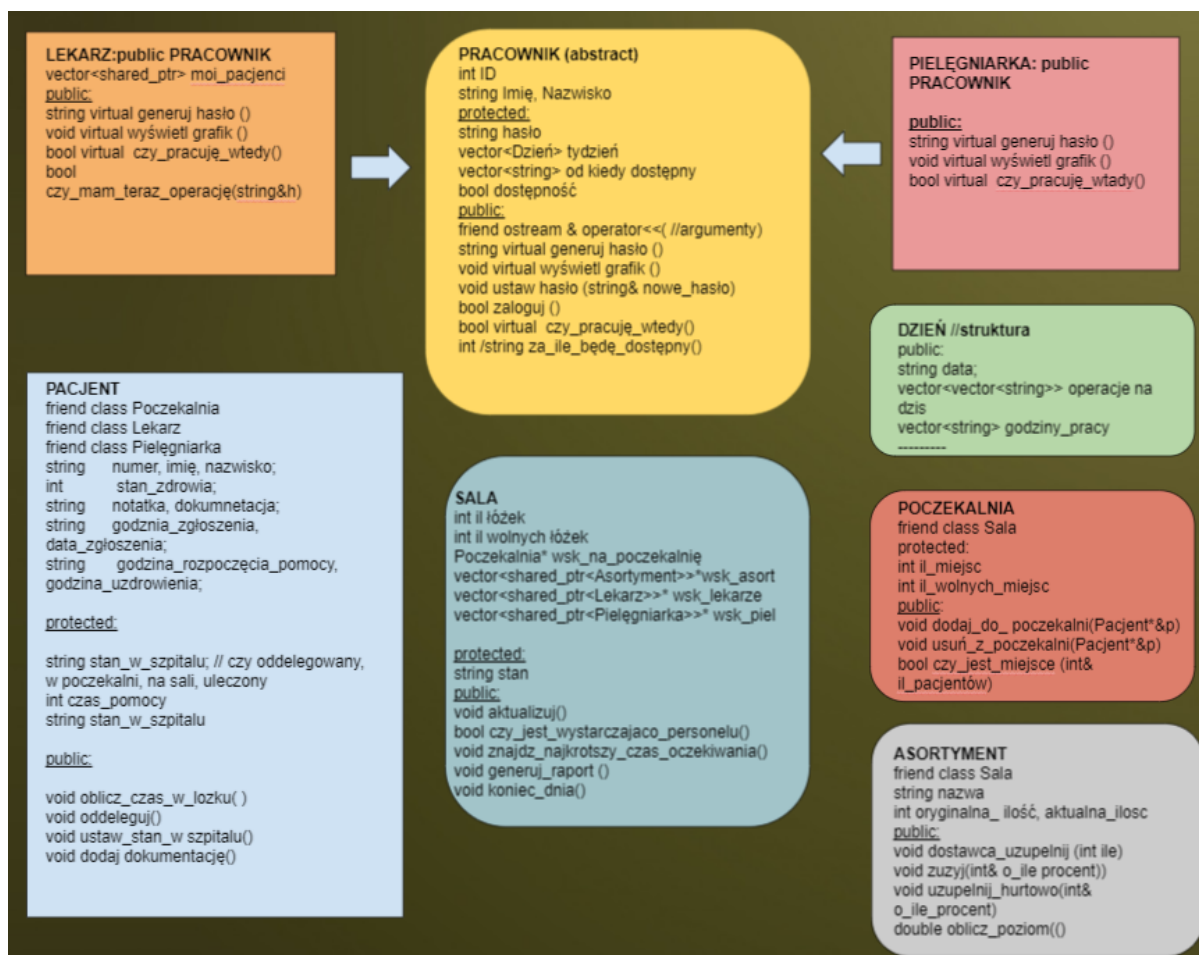 LEKARZ:public PRACOWNIK
vector<shared_ptr> moi_pacjenci
public:
string virtual generuj hasło ()
void virtual wyświetl grafik ()
bool virtual  czy_pracuję_wtedy()
bool
czy_mam_teraz_operację(string&h)
PRACOWNIK (abstract)
int ID
string Imię, Nazwisko
protected:
string hasło
vector<Dzień> tydzień
vector<string> od kiedy dostępny
bool dostępność
public:
friend ostream & operator<<( //argumenty)
string virtual generuj hasło ()
void virtual wyświetl grafik ()
void ustaw hasło (string& nowe_hasło)
bool zaloguj ()
bool virtual  czy_pracuję_wtedy()
int /string za_ile_będę_dostępny()
PIELĘGNIARKA: public
PRACOWNIK
public:
string virtual generuj hasło ()
void virtual wyświetl grafik ()
bool virtual  czy_pracuję_wtady()
DZIEŃ //struktura
public:
string data;
vector<vector<string>> operacje na
dzis
vector<string> godziny_pracy
---------
PACJENT
friend class Poczekalnia
friend class Lekarz
friend class Pielęgniarka
string numer, imię, nazwisko;
int stan_zdrowia;
string notatka, dokumnetacja;
string godznia_zgłoszenia,
data_zgłoszenia;
string godzina_rozpoczęcia_pomocy,
godzina_uzdrowienia;
protected:
string stan_w_szpitalu; // czy oddelegowany,
w poczekalni, na sali, uleczony
int czas_pomocy
string stan_w_szpitalu
public:
void oblicz_czas_w_lozku( )
void oddeleguj()
void ustaw_stan_w szpitalu()
void dodaj dokumentację()
SALA
int il łóżek
int il wolnych łóżek
Poczekalnia* wsk_na_poczekalnię
vector<shared_ptr<Asortyment>>*wsk_asort
vector<shared_ptr<Lekarz>>* wsk_lekarze
vector<shared_ptr<Pielęgniarka>>* wsk_piel
protected:
string stan
public:
void aktualizuj()
bool czy_jest_wystarczajaco_personelu()
void znajdz_najkrotszy_czas_oczekiwania()
void generuj_raport ()
void koniec_dnia()
POCZEKALNIA
friend class Sala
protected:
int il_miejsc
int il_wolnych_miejsc
public:
void dodaj_do_ poczekalni(Pacjent*&p)
void usuń_z_poczekalni(Pacjent*&p)
bool czy_jest_miejsce (int&
il_pacjentów)
ASORTYMENT
friend class Sala
string nazwa
int oryginalna_ ilość, aktualna_ilosc
public:
void dostawca_uzupelnij (int ile)
void zuzyj(int& o_ile procent))
void uzupelnij_hurtowo(int&
o_ile_procent)
double oblicz_poziom(()